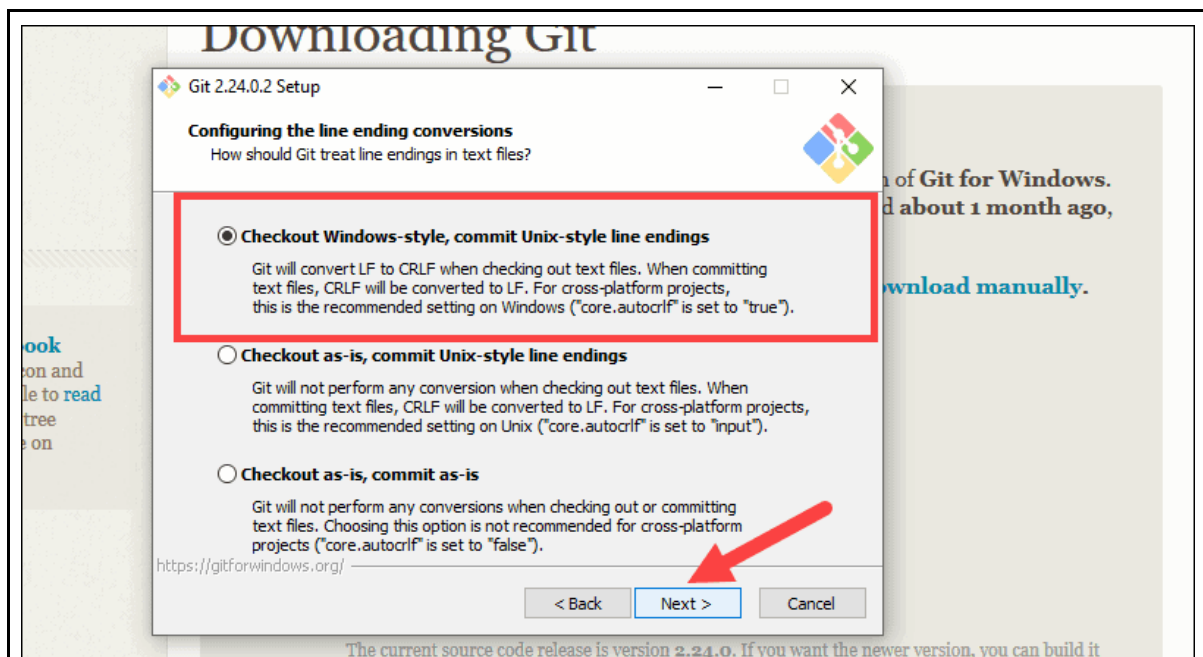 Downloading Git
Git 2.24.0.2 Setup
Configuring the line ending conversions
How should Git treat line endings in text files?
of Git for Windows.
about 1 month ago,
download manually.
Checkout Windows-style, commit Unix-style line endings
Git will convert LF to CRLF when checking out text files. When committing
text files, CRLF will be converted to LF. For cross-platform projects,
this is the recommended setting on Windows ("core.autocrlf" is set to "true").
Checkout as-is, commit Unix-style line endings
Git will not perform any conversion when checking out text files. When
committing text files, CRLF will be converted to LF. For cross-platform projects,
this is the recommended setting on Unix ("core.autocrlf" is set to "input").
Checkout as-is, commit as-is
Git will not perform any conversions when checking out or committing
text files. Choosing this option is not recommended for cross-platform
projects ("core.autocrlf" is set to "false").
https://gitforwindows.org/
< Back
Next >
Cancel
ook
and
to read
tree
on
The current source code release is version 2.24.0. If you want the newer version, you can build it